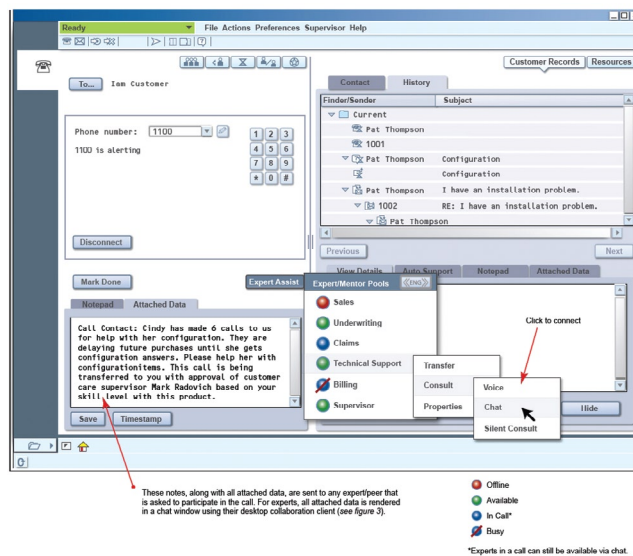 Ready
File Actions Preferences Supervisor Help
Customer Records
Resources
To...
Iam Customer
Contact
History
Finder/Sender
Subject
Current
Pat Thompson
1001
Pat Thompson
Configuration
Configuration
Pat Thompson
I have an installation problem.
1002
RE: I have an installation problem.
Pat Thompson
Phone number:
1100
1100 is alerting
1 2 3
4 5 6
7 8 9
* 0 #
Disconnect
Previous
Next
Mark Done
Expert Assist
View Details
Auto Support
Notepad
Attached Data
Notepad
Attached Data
Call Contact: Cindy has made 6 calls to us
for help with her configuration. They are
delaying future purchases until she gets
configuration answers. Please help her with
configurationitems. This call is being
transferred to you with approval of customer
care supervisor Mark Radovich based on your
skill level with this product.
Save
Timestamp
Expert/Mentor Pools
END
Sales
Underwriting
Claims
Technical Support
Billing
Supervisor
Transfer
Consult
Properties
Voice
Chat
Silent Consult
Click to connect
Hide
These notes, along with all attached data, are sent to any expert/peer that
is asked to participate in the call. For experts, all attached data is rendered
in a chat window using their desktop collaboration client (see figure 3).
Offline
Available
In Call*
Busy
*Experts in a call can still be available via chat.